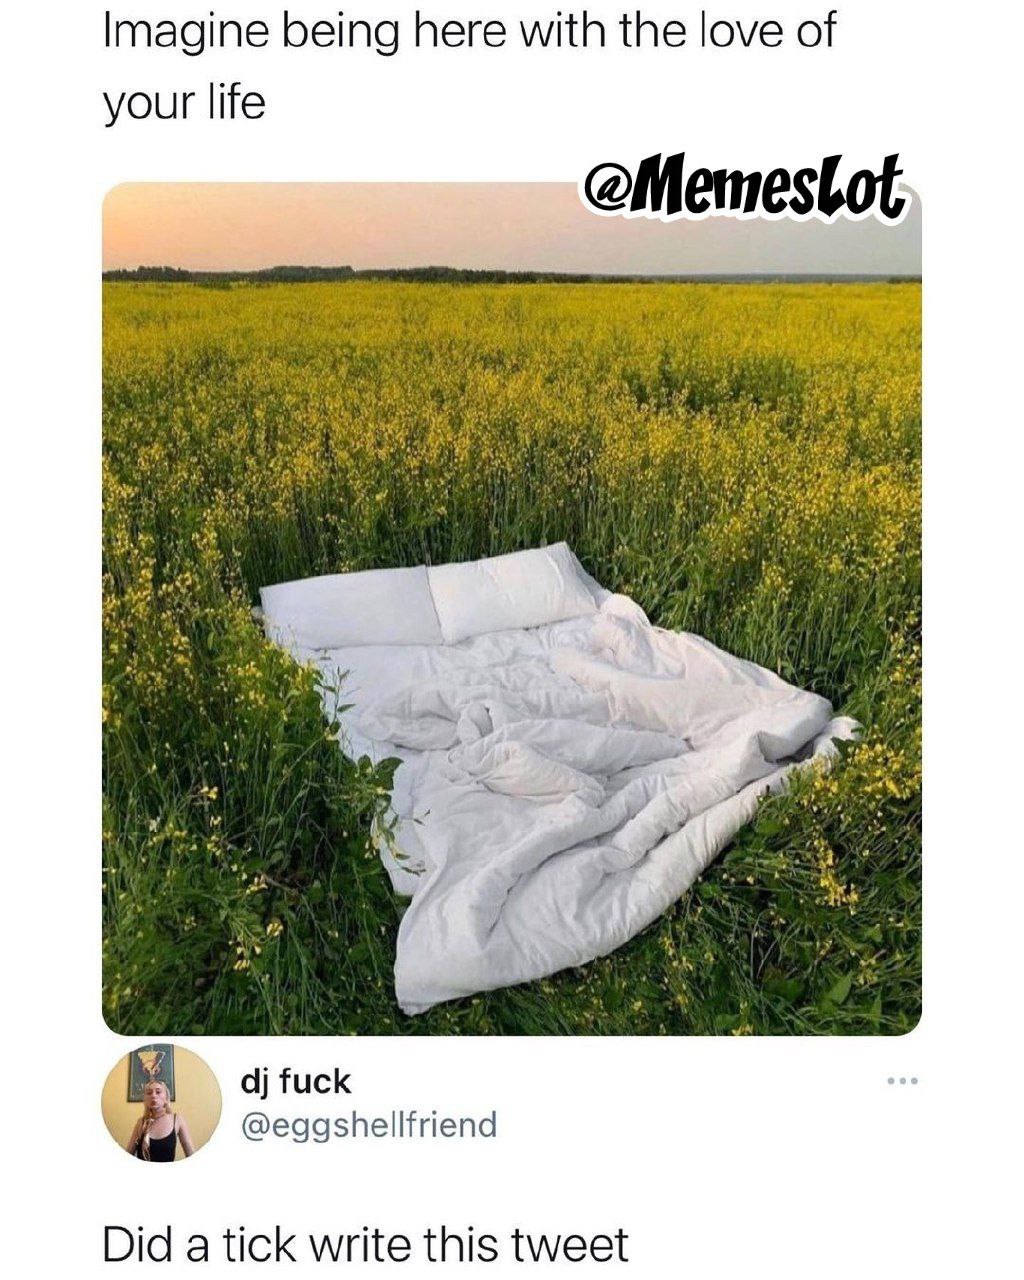 Imagine being here with the love of
your life
@MemesLot
dj fuck
@eggshellfriend
Did a tick write this tweet